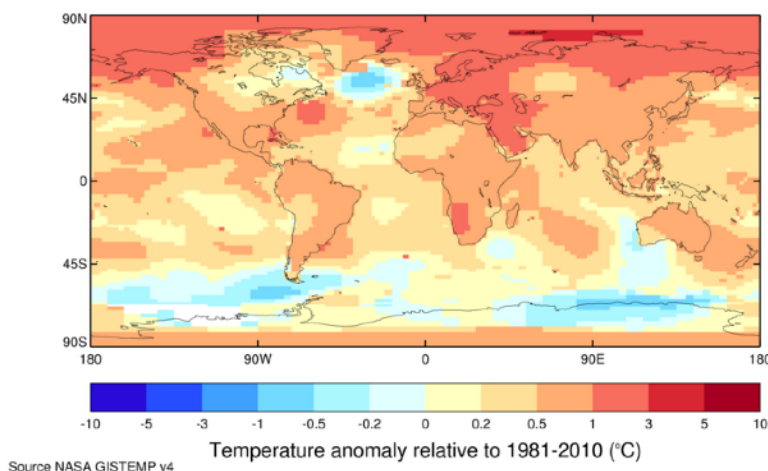 90N
45N
0
45S
90S
180 90W 0 90E 180
-10 -5 -3 -1 -0.5 -0.2 0 0.2 0.5 1 3 5 10
Temperature anomaly relative to 1981-2010 (°C)
Source NASA GISTEMP v4